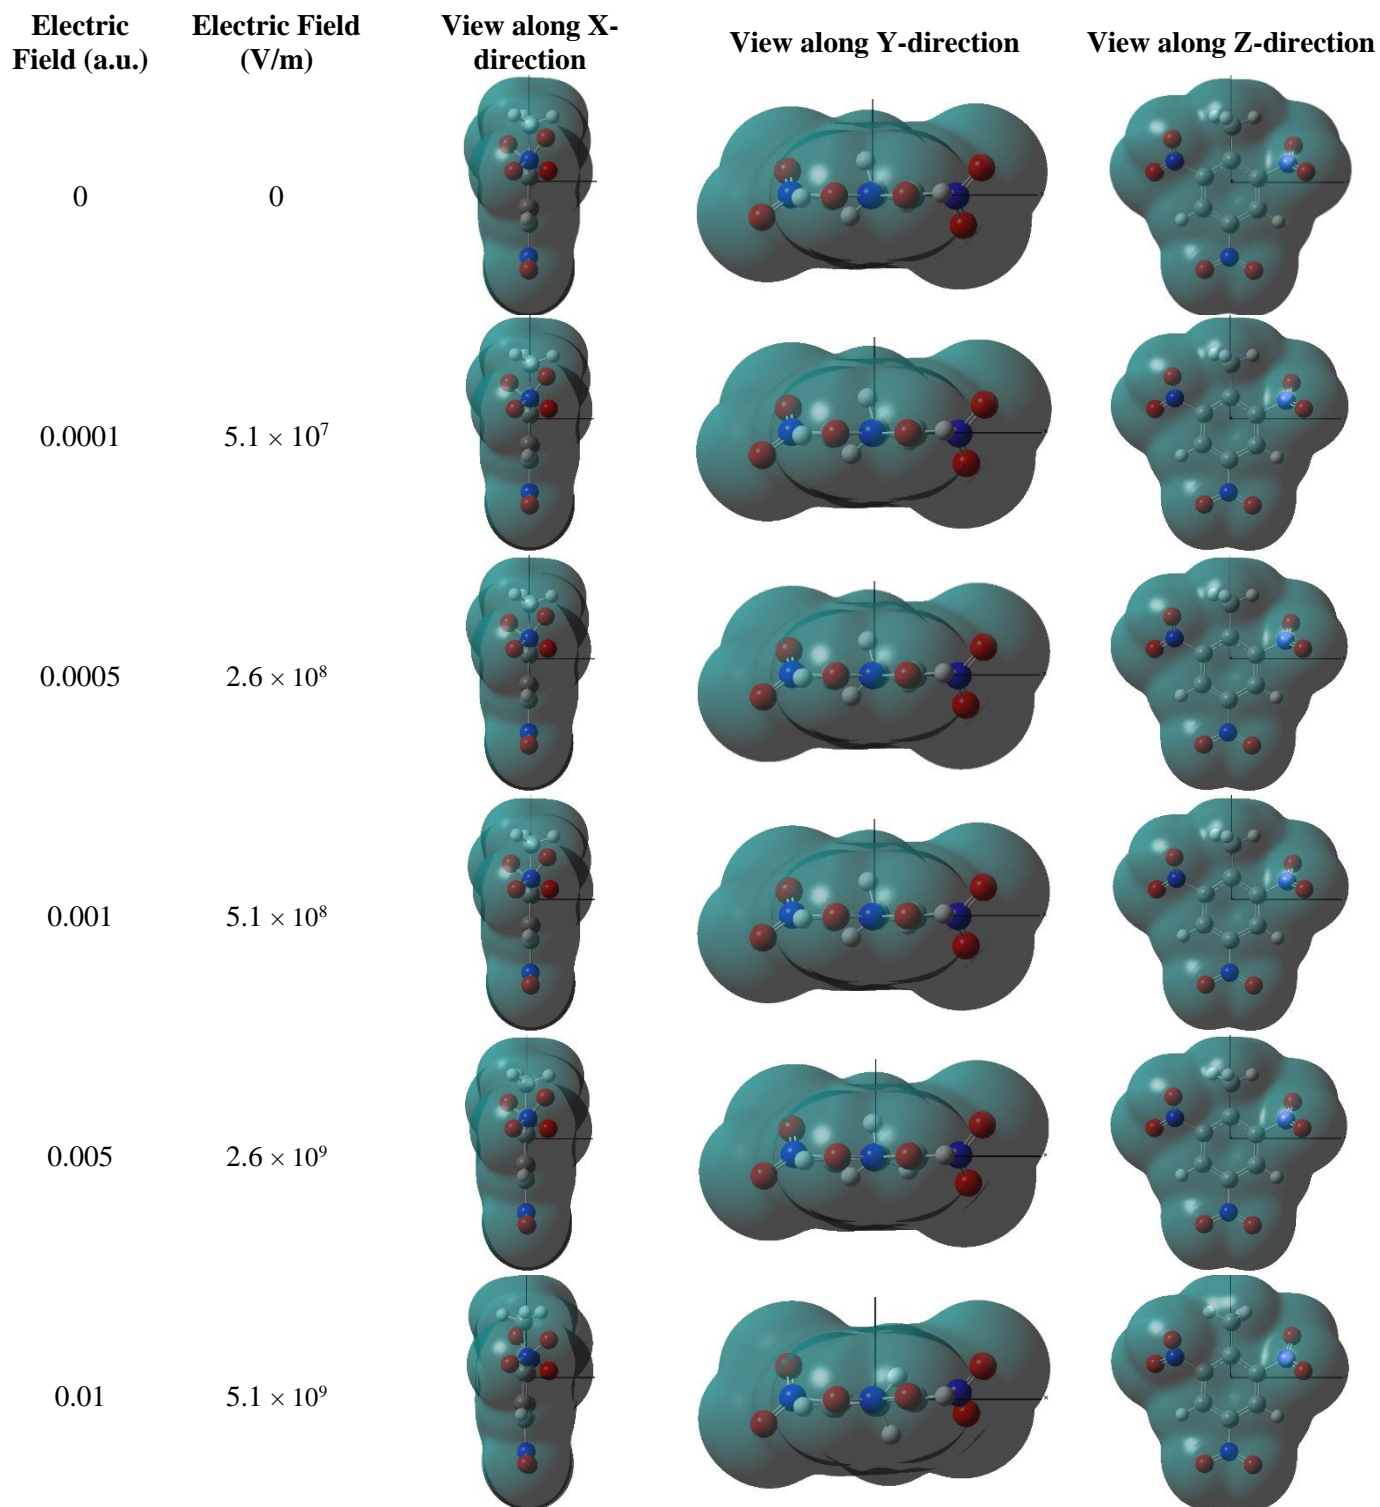 Electric Field (a.u.)
Electric Field (V/m)
View along X-direction
View along Y-direction
View along Z-direction
0 0
0.0001 5.1 × 10⁷
0.0005 2.6 × 10⁸
0.001 5.1 × 10⁸
0.005 2.6 × 10⁹
0.01 5.1 × 10⁹